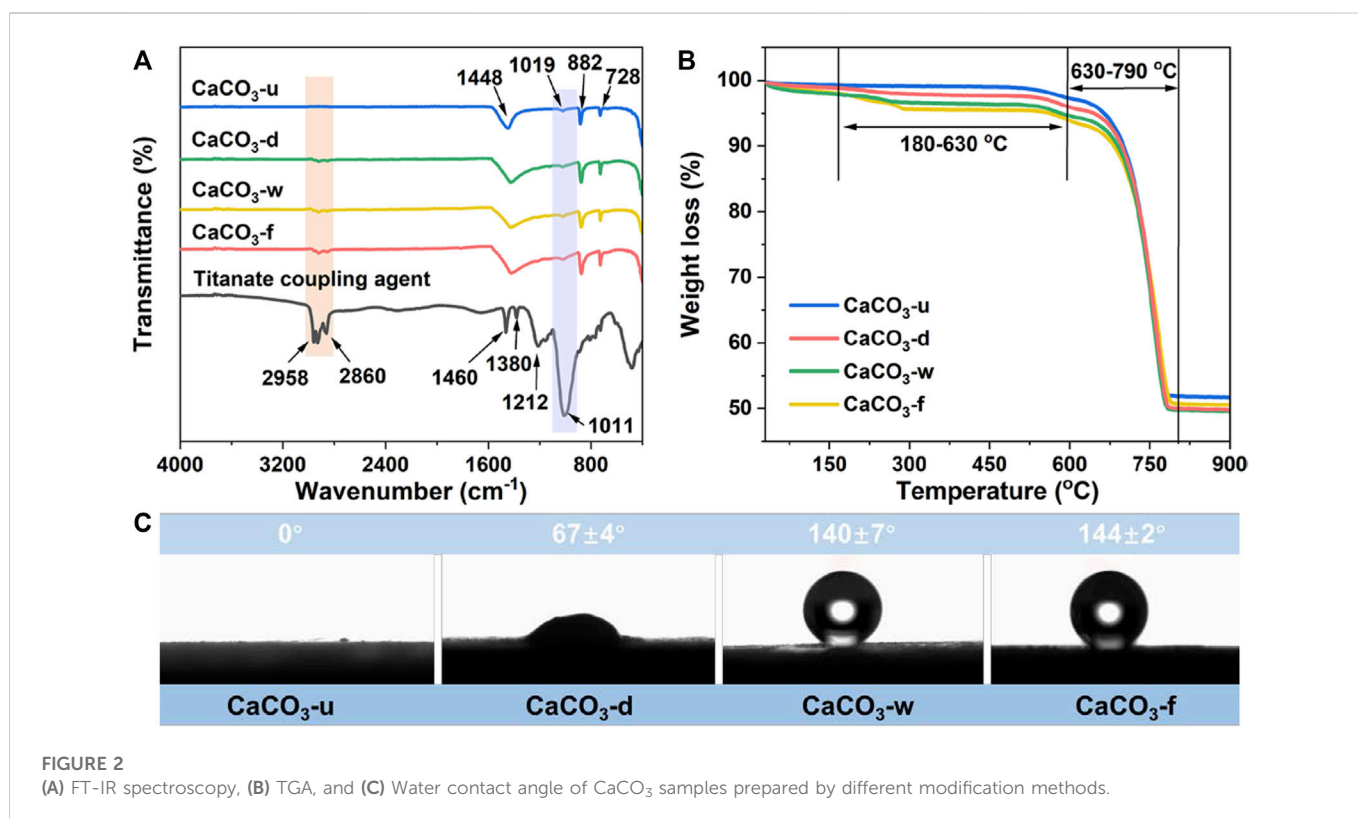 A
CaCO₃-u
CaCO₃-d
CaCO₃-w
CaCO₃-f
Titanate coupling agent
1448
1019
882
728
2958
2860
1460
1380
1212
1011
Transmittance (%)
4000 3200 2400 1600 800
Wavenumber (cm⁻¹)
B
630-790 °C
180-630 °C
CaCO₃-u
CaCO₃-d
CaCO₃-w
CaCO₃-f
Weight loss (%)
100
90
80
70
60
50
150 300 450 600 750 900
Temperature (°C)
C
0° 67±4° 140±7° 144±2°
CaCO₃-u CaCO₃-d CaCO₃-w CaCO₃-f
FIGURE 2
(A) FT-IR spectroscopy, (B) TGA, and (C) Water contact angle of CaCO₃ samples prepared by different modification methods.